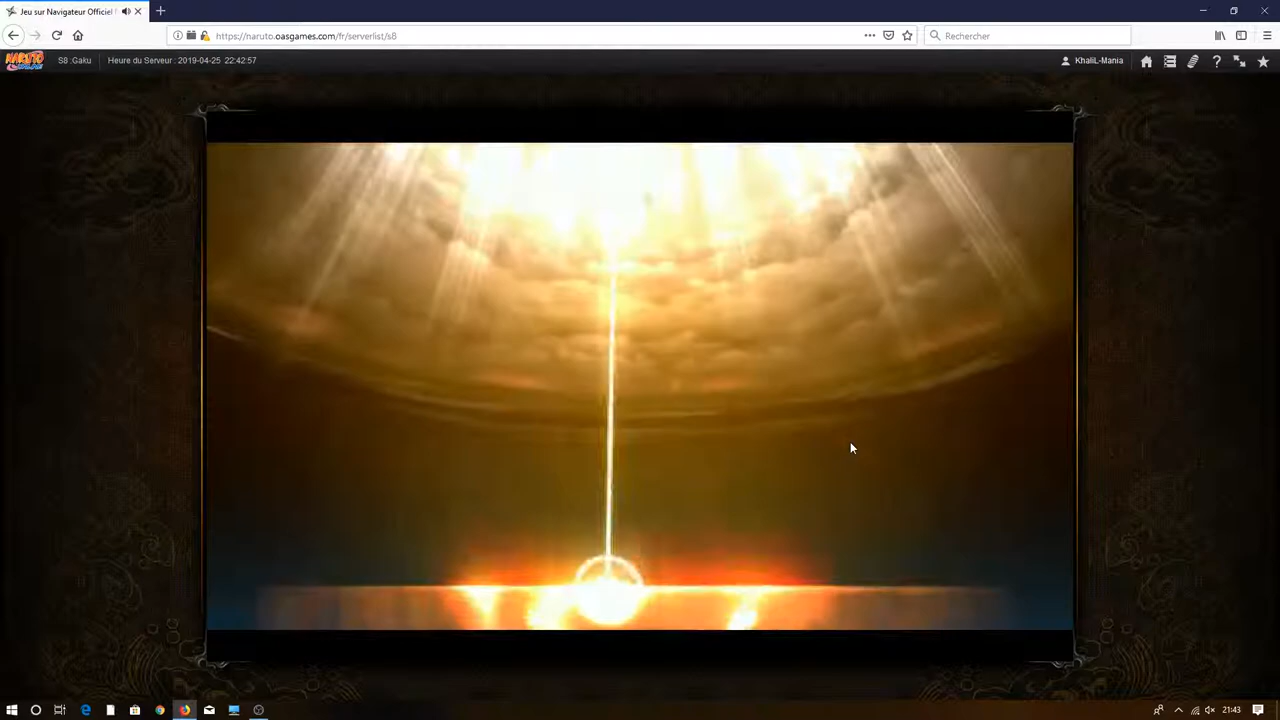 Jeu sur Navigateur Officiel
https://naruto.oasgames.com/fr/serverlist/s8
Rechercher
NARUTO
S8 :Gaku
Heure du Serveur : 2019-04-25 22:42:57
KhaliL-Mania
21:43